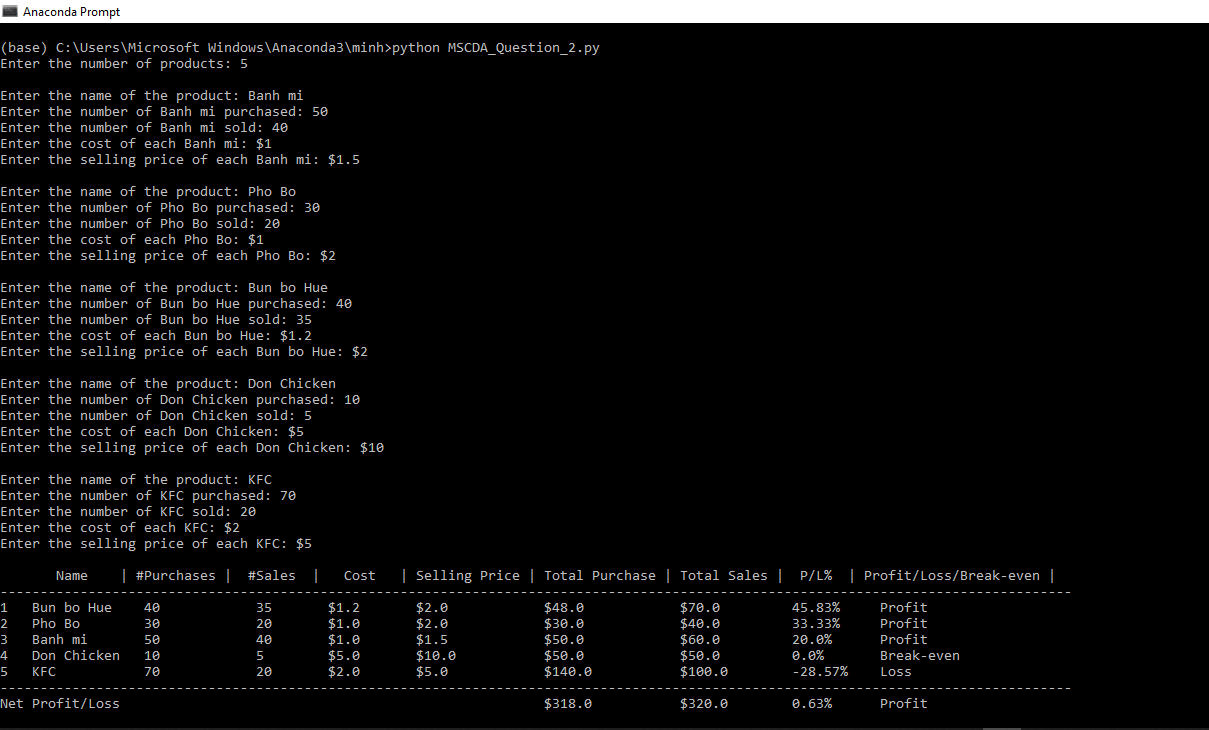 Anaconda Prompt
(base) C:\Users\Microsoft Windows\Anaconda3\minh>python MSCDA_Question_2.py
Enter the number of products: 5
Enter the name of the product: Banh mi
Enter the number of Banh mi purchased: 50
Enter the number of Banh mi sold: 40
Enter the cost of each Banh mi: $1
Enter the selling price of each Banh mi: $1.5
Enter the name of the product: Pho Bo
Enter the number of Pho Bo purchased: 30
Enter the number of Pho Bo sold: 20
Enter the cost of each Pho Bo: $1
Enter the selling price of each Pho Bo: $2
Enter the name of the product: Bun bo Hue
Enter the number of Bun bo Hue purchased: 40
Enter the number of Bun bo Hue sold: 35
Enter the cost of each Bun bo Hue: $1.2
Enter the selling price of each Bun bo Hue: $2
Enter the name of the product: Don Chicken
Enter the number of Don Chicken purchased: 10
Enter the number of Don Chicken sold: 5
Enter the cost of each Don Chicken: $5
Enter the selling price of each Don Chicken: $10
Enter the name of the product: KFC
Enter the number of KFC purchased: 70
Enter the number of KFC sold: 20
Enter the cost of each KFC: $2
Enter the selling price of each KFC: $5
Name | #Purchases | #Sales | Cost | Selling Price | Total Purchase | Total Sales | P/L% | Profit/Loss/Break-even |
--------------------------------------------------------------------------------------------------------------------------------------
1 Bun bo Hue 40 35 $1.2 $2.0 $48.0 $70.0 45.83% Profit
2 Pho Bo 30 20 $1.0 $2.0 $30.0 $40.0 33.33% Profit
3 Banh mi 50 40 $1.0 $1.5 $50.0 $60.0 20.0% Profit
4 Don Chicken 10 5 $5.0 $10.0 $50.0 $50.0 0.0% Break-even
5 KFC 70 20 $2.0 $5.0 $140.0 $100.0 -28.57% Loss
--------------------------------------------------------------------------------------------------------------------------------------
Net Profit/Loss $318.0 $320.0 0.63% Profit